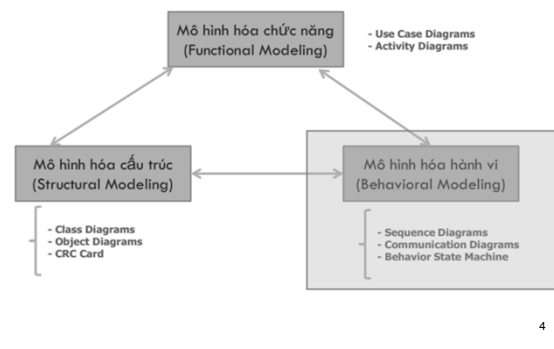 Mô hình hóa chức năng
(Functional Modeling)
- Use Case Diagrams
- Activity Diagrams
Mô hình hóa cấu trúc
(Structural Modeling)
Mô hình hóa hành vi
(Behavioral Modeling)
- Class Diagrams
- Object Diagrams
- CRC Card
- Sequence Diagrams
- Communication Diagrams
- Behavior State Machine
4